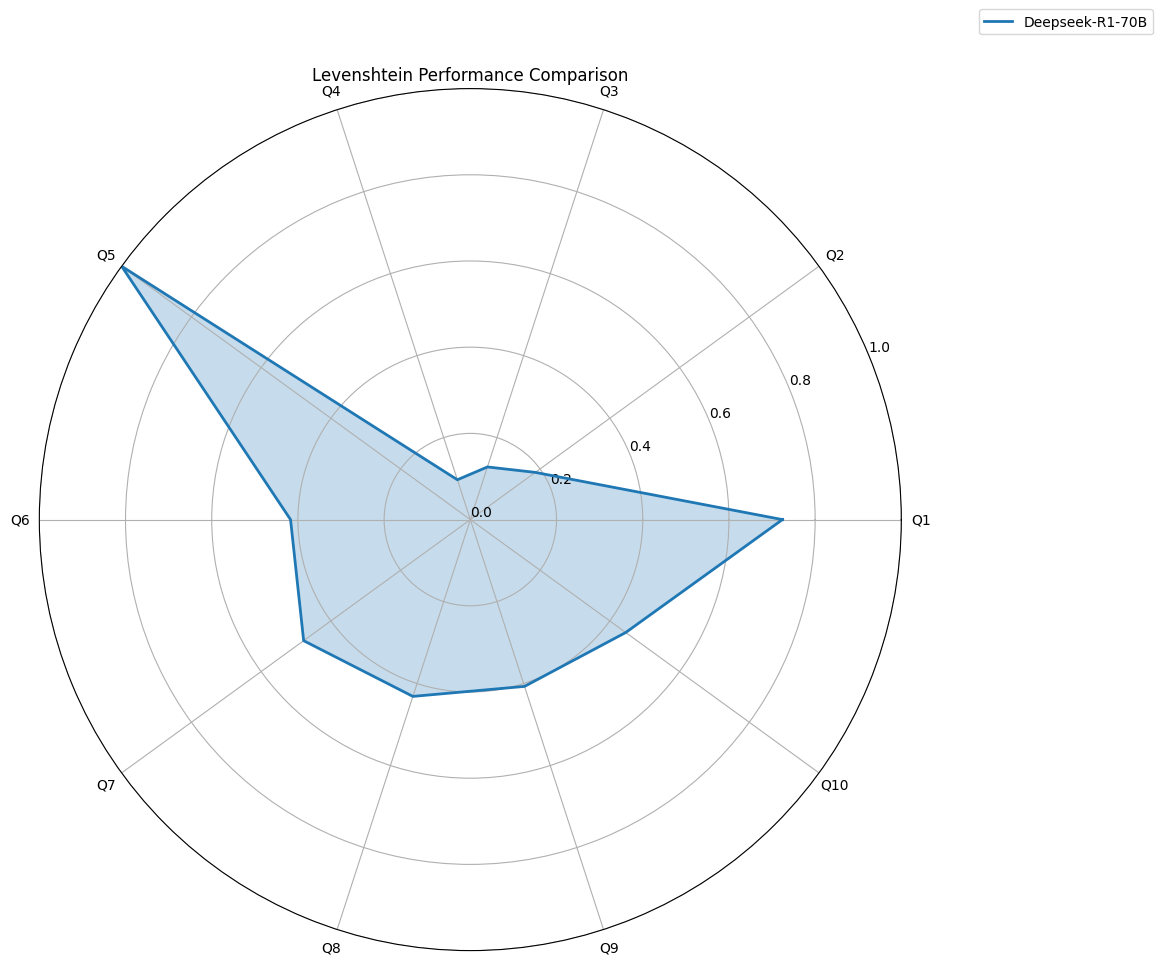 Deepseek-R1-70B
Levenshtein Performance Comparison
Q4
Q3
Q5
Q2
1.0
0.8
0.6
0.4
0.2
0.0
Q6
Q1
Q7
Q10
Q8
Q9